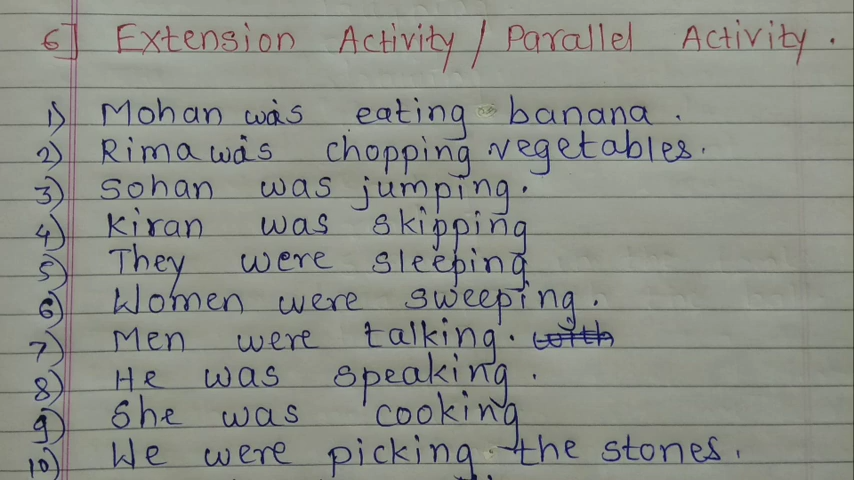 6] Extension Activity / Parallel Activity.
1) Mohan was eating banana.
2) Rima was chopping vegetables.
3) Sohan was jumping.
4) Kiran was skipping
5) They were sleeping
6) Women were sweeping.
7) Men were talking. with
8) He was speaking.
9) She was cooking
10) We were picking the stones.